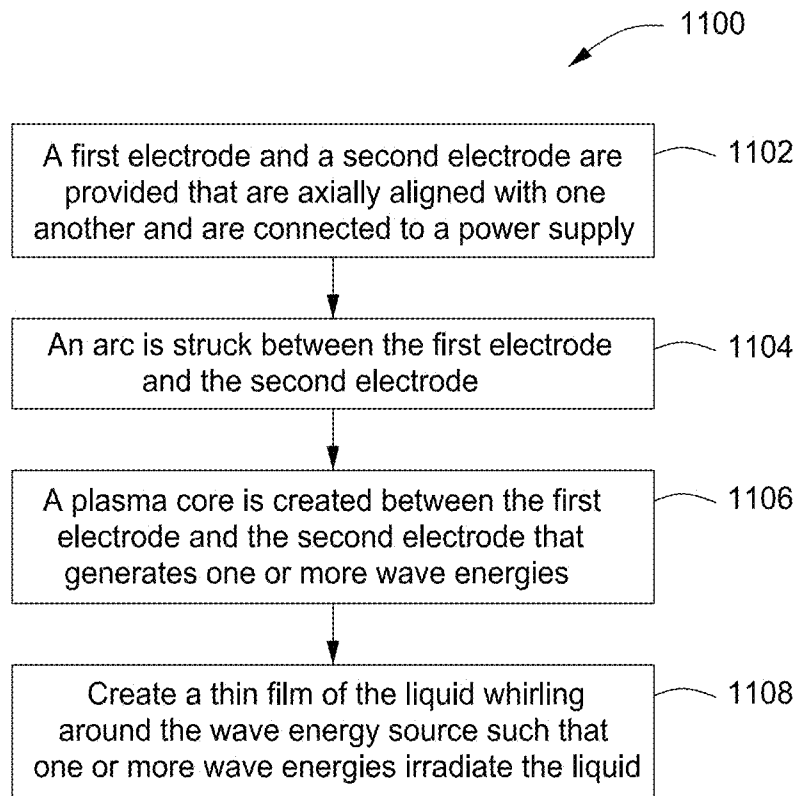 1100
A first electrode and a second electrode are
provided that are axially aligned with one
another and are connected to a power supply
1102
An arc is struck between the first electrode
and the second electrode
1104
A plasma core is created between the first
electrode and the second electrode that
generates one or more wave energies
1106
Create a thin film of the liquid whirling
around the wave energy source such that
one or more wave energies irradiate the liquid
1108